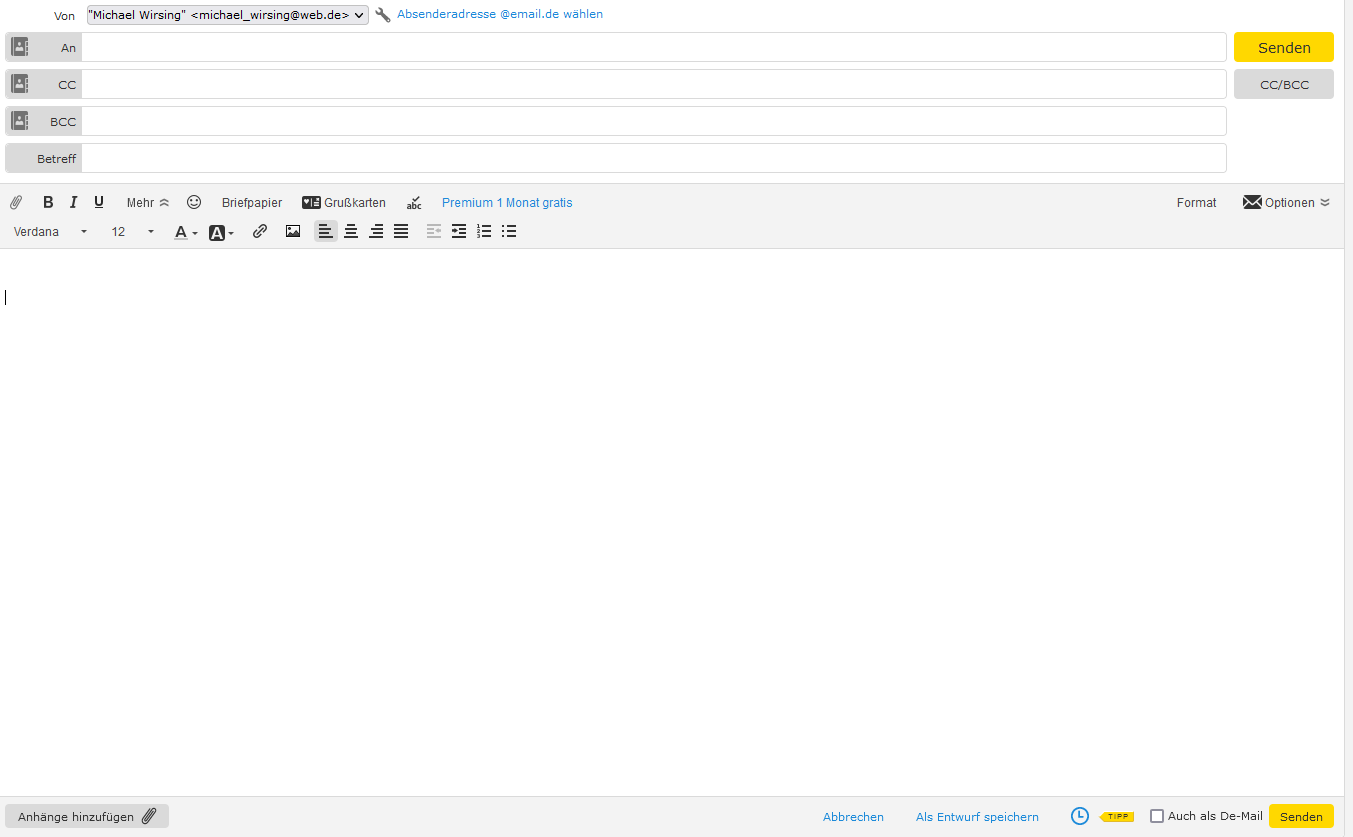 Von "Michael Wirsing" <michael_wirsing@web.de> Absenderadresse @email.de wählen
An Senden
CC CC/BCC
BCC
Betreff
B I U Mehr Briefpapier Grußkarten abc Premium 1 Monat gratis Format Optionen
Verdana 12 A A
Anhänge hinzufügen Abbrechen Als Entwurf speichern TIPP Auch als De-Mail Senden